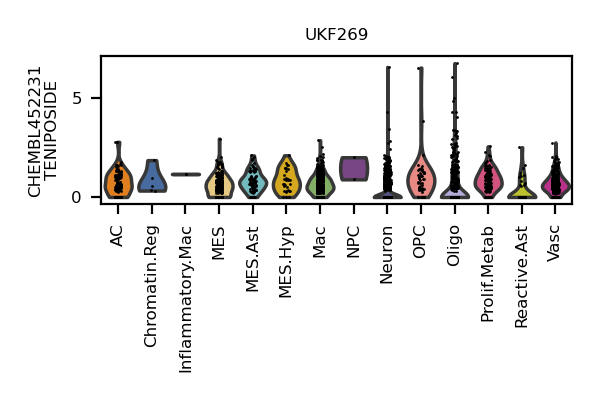 UKF269
CHEMBL452231
TENIPOSIDE
5
0
AC
Chromatin.Reg
Inflammatory.Mac
MES
MES.Ast
MES.Hyp
Mac
NPC
Neuron
OPC
Oligo
Prolif.Metab
Reactive.Ast
Vasc